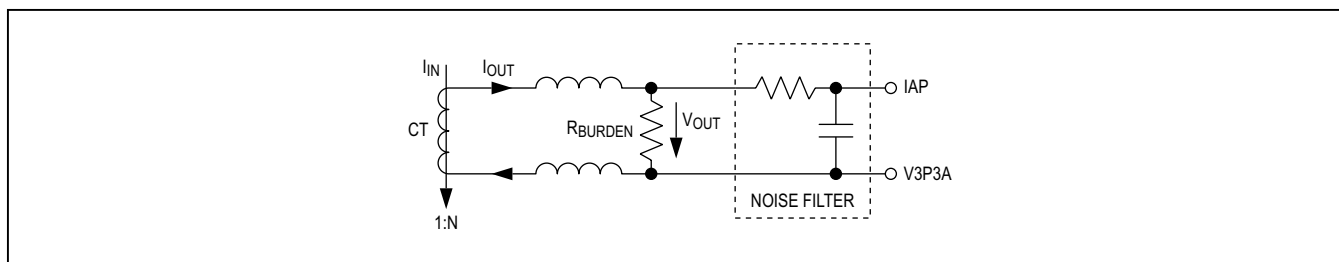 I_IN
I_OUT
IAP
CT
R_BURDEN
V_OUT
V3P3A
NOISE FILTER
1:N